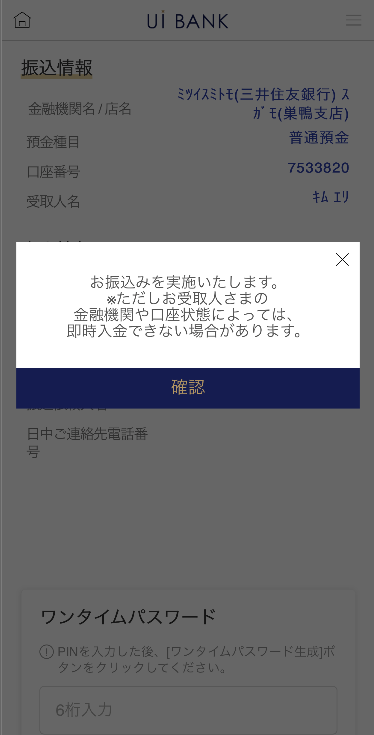 UI BANK
振込情報
金融機関名 / 店名
ﾐﾂｲｽﾐﾄﾓ(三井住友銀行) ｽ
ｶﾞﾓ(巣鴨支店)
預金種目
普通預金
口座番号
7533820
受取人名
ｷﾑ ｴﾘ
お振込みを実施いたします。
※ただしお受取人さまの
金融機関や口座状態によっては、
即時入金できない場合があります。
確認
日中ご連絡先電話番
号
ワンタイムパスワード
PINを入力した後、[ワンタイムパスワード生成]ボ
タンをクリックしてください。
6桁入力